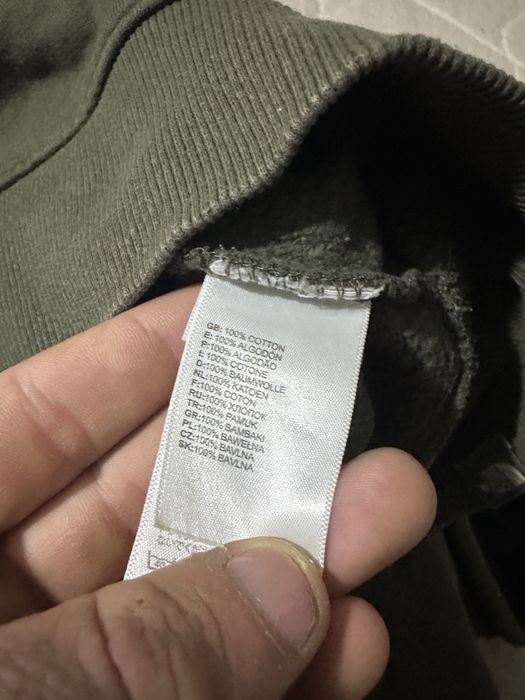 GB: 100% COTTON
E: 100% ALGODÓN
P:100% ALGODÃO
I: 100% COTONE
D:100% BAUMWOLLE
NL:100% KATOEN
F:100% COTON
RU:100% ХЛОПОК
TR:100% PAMUK
GR:100% BAMBAKI
PL:100% BAWEŁNA
CZ:100% BAVLNA
SK:100% BAVLNA